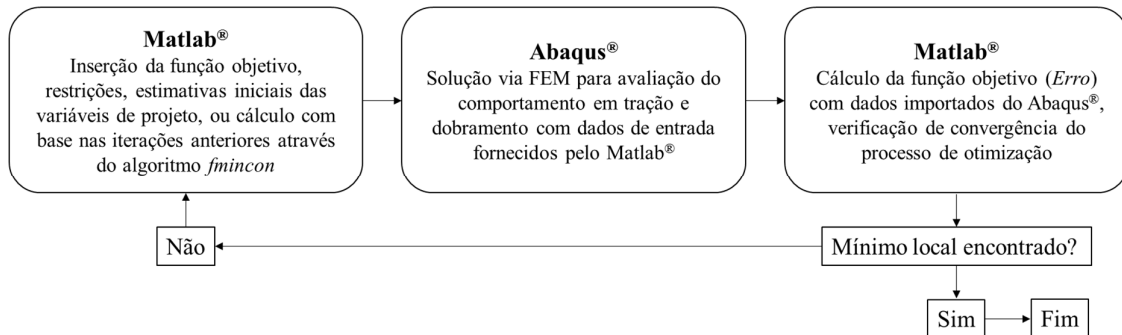 Matlab®
Inserção da função objetivo,
restrições, estimativas iniciais das
variáveis de projeto, ou cálculo com
base nas iterações anteriores através
do algoritmo fmincon
Abaqus®
Solução via FEM para avaliação do
comportamento em tração e
dobramento com dados de entrada
fornecidos pelo Matlab®
Matlab®
Cálculo da função objetivo (Erro)
com dados importados do Abaqus®,
verificação de convergência do
processo de otimização
Não
Mínimo local encontrado?
Sim
Fim